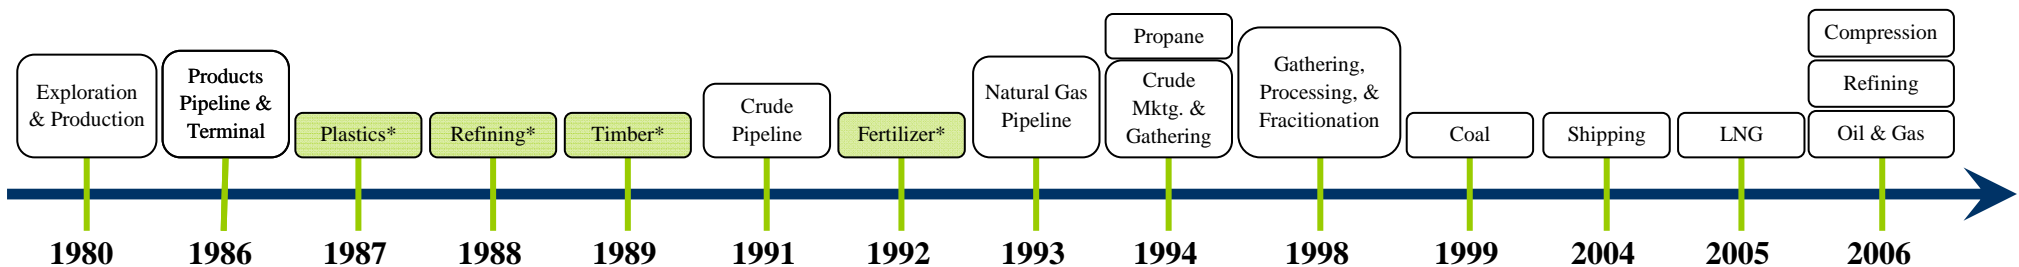 Exploration
& Production
Products
Pipeline &
Terminal
Plastics*
Refining*
Timber*
Crude
Pipeline
Fertilizer*
Natural Gas
Pipeline
Propane
Crude
Mktg. &
Gathering
Gathering,
Processing, &
Fracitionation
Coal
Shipping
LNG
Compression
Refining
Oil & Gas
1980
1986
1987
1988
1989
1991
1992
1993
1994
1998
1999
2004
2005
2006